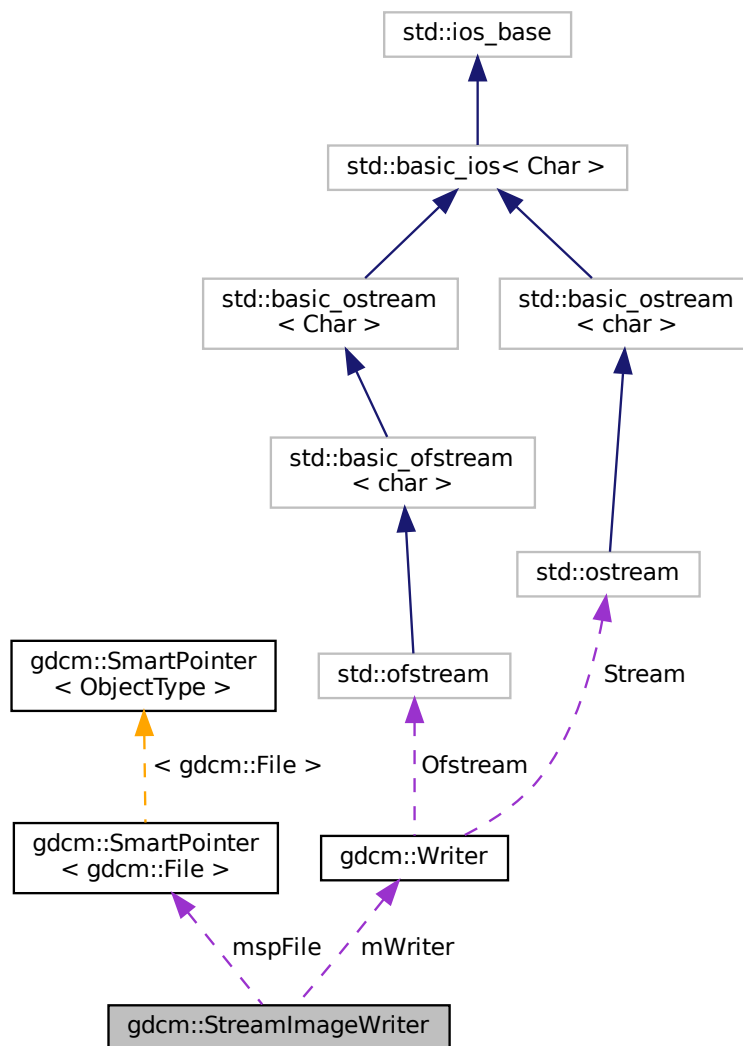 std::ios_base
std::basic_ios< Char >
std::basic_ostream
< Char >
std::basic_ostream
< char >
std::basic_ofstream
< char >
std::ostream
gdcm::SmartPointer
< ObjectType >
std::ofstream
Stream
< gdcm::File >
Ofstream
gdcm::SmartPointer
< gdcm::File >
gdcm::Writer
mspFile
mWriter
gdcm::StreamImageWriter